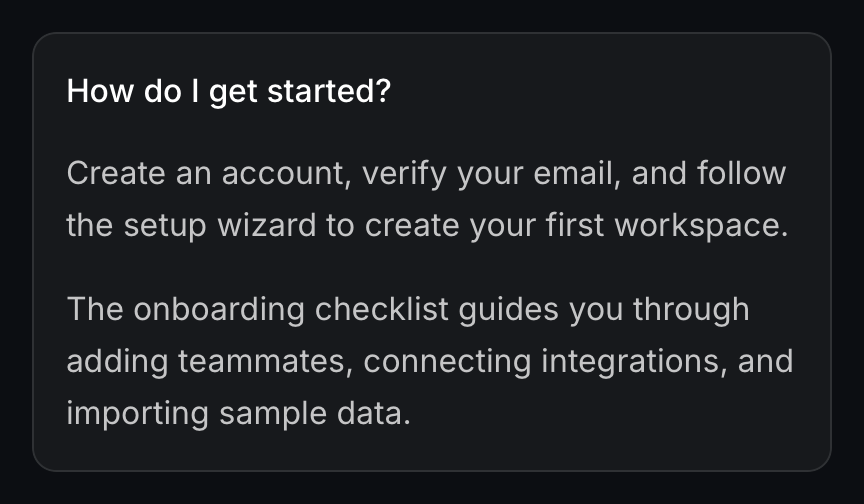 How do I get started?
Create an account, verify your email, and follow
the setup wizard to create your first workspace.
The onboarding checklist guides you through
adding teammates, connecting integrations, and
importing sample data.